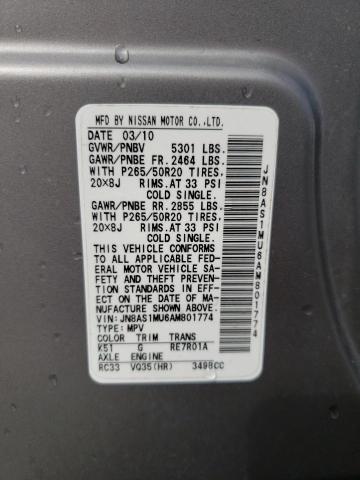 MFD BY NISSAN MOTOR CO.,LTD.
DATE 03/10
GVWR/PNBV 5301 LBS.
GAWR/PNBE FR. 2464 LBS.
WITH P265/50R20 TIRES,
20×8J RIMS.AT 33 PSI
COLD SINGLE.
GAWR/PNBE RR. 2855 LBS.
WITH P265/50R20 TIRES,
20×8J RIMS.AT 33 PSI
COLD SINGLE.
THIS VEHICLE CONFORMS
TO ALL APPLICABLE FED-
ERAL MOTOR VEHICLE SA-
FETY AND THEFT PREVEN-
TION STANDARDS IN EFF-
ECT ON THE DATE OF MA-
NUFACTURE SHOWN ABOVE.
VIN: JN8AS1MU6AM801774
TYPE: MPV
COLOR TRIM TRANS
K51 G RE7R01A
AXLE ENGINE
RC33 VQ35(HR) 3498CC
JN8AS1MU6AM801774